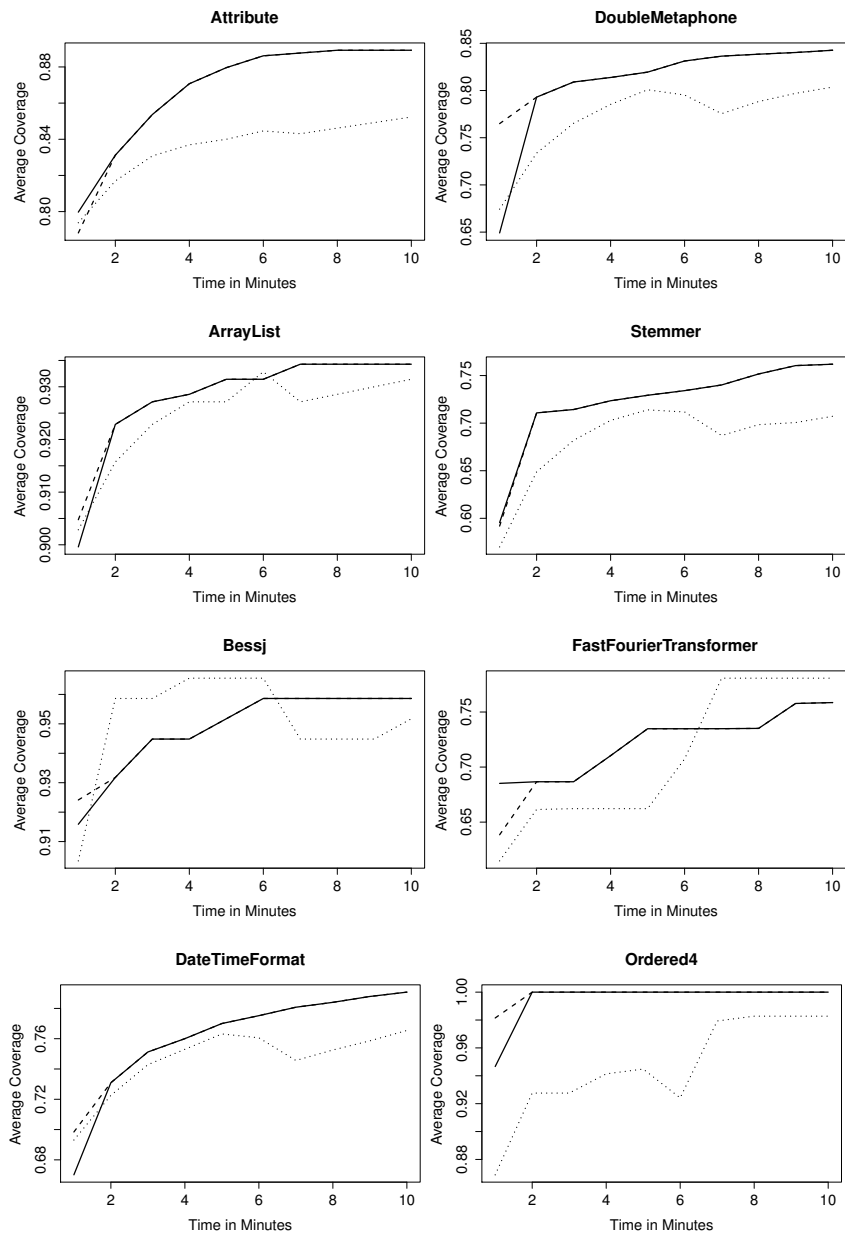 Attribute
Average Coverage
0.80 0.84 0.88
2 4 6 8 10
Time in Minutes
DoubleMetaphone
Average Coverage
0.65 0.70 0.75 0.80 0.85
2 4 6 8 10
Time in Minutes
ArrayList
Average Coverage
0.900 0.910 0.920 0.930
2 4 6 8 10
Time in Minutes
Stemmer
Average Coverage
0.60 0.65 0.70 0.75
2 4 6 8 10
Time in Minutes
Bessj
Average Coverage
0.91 0.93 0.95
2 4 6 8 10
Time in Minutes
FastFourierTransformer
Average Coverage
0.65 0.70 0.75
2 4 6 8 10
Time in Minutes
DateTimeFormat
Average Coverage
0.68 0.72 0.76
2 4 6 8 10
Time in Minutes
Ordered4
Average Coverage
0.88 0.92 0.96 1.00
2 4 6 8 10
Time in Minutes